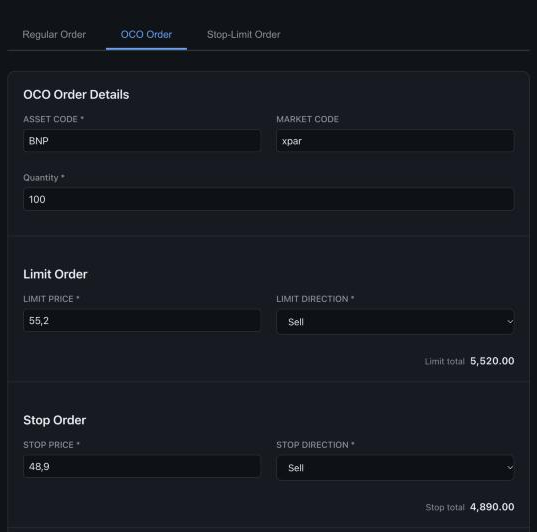 Regular Order OCO Order Stop-Limit Order
OCO Order Details
ASSET CODE * MARKET CODE
BNP xpar
Quantity *
100
Limit Order
LIMIT PRICE * LIMIT DIRECTION *
55,2 Sell
Limit total 5,520.00
Stop Order
STOP PRICE * STOP DIRECTION *
48,9 Sell
Stop total 4,890.00